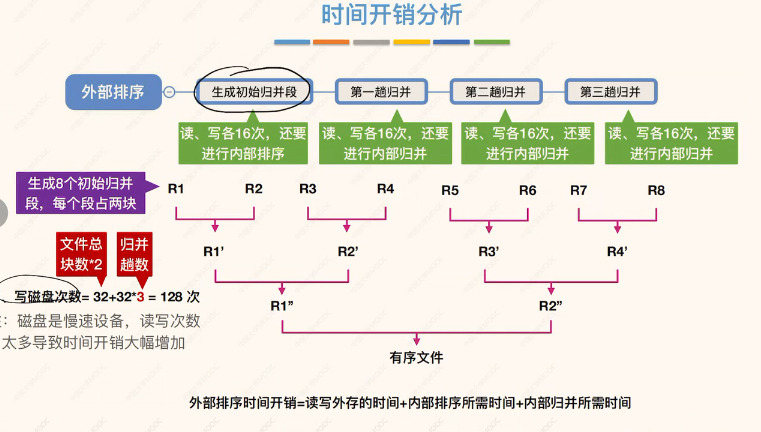 时间开销分析
外部排序
生成初始归并段
第一趟归并
第二趟归并
第三趟归并
读、写各16次，还要
进行内部排序
读、写各16次，还要
进行内部归并
读、写各16次，还要
进行内部归并
读、写各16次，还要
进行内部归并
生成8个初始归并
段，每个段占两块
R1 R2 R3 R4 R5 R6 R7 R8
R1' R2' R3' R4'
文件总
块数*2
归并
趟数
写磁盘次数= 32+32*3 = 128 次
R1'' R2''
：磁盘是慢速设备，读写次数
太多导致时间开销大幅增加
有序文件
外部排序时间开销=读写外存的时间+内部排序所需时间+内部归并所需时间